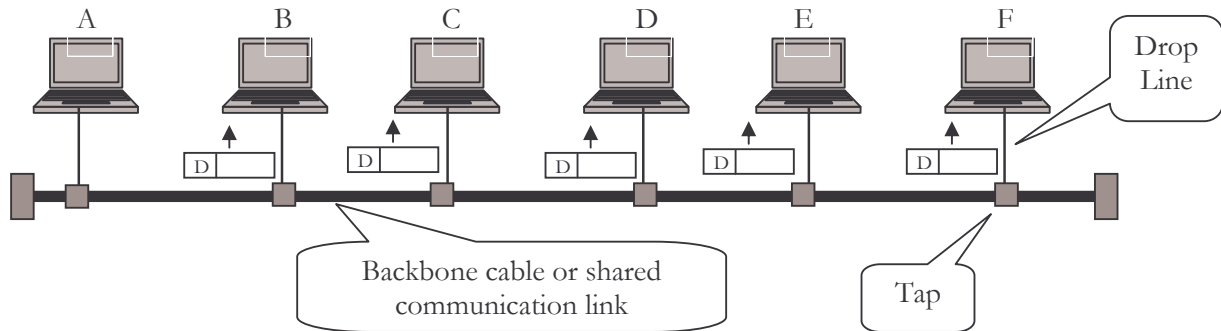 A B C D E F
Drop
Line
D D D D D
Backbone cable or shared
communication link
Tap